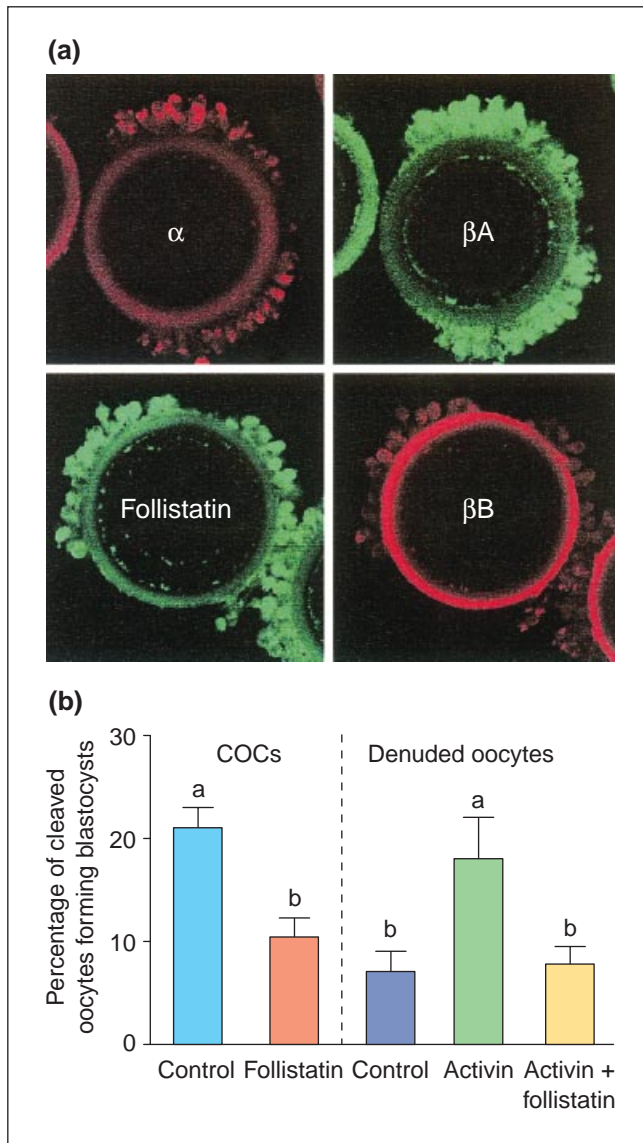 (a)
α
βA
Follistatin
βB
(b)
Percentage of cleaved
oocytes forming blastocysts
30
20
10
0
COCs
Denuded oocytes
a
b
b
a
b
Control
Follistatin
Control
Activin
Activin +
follistatin